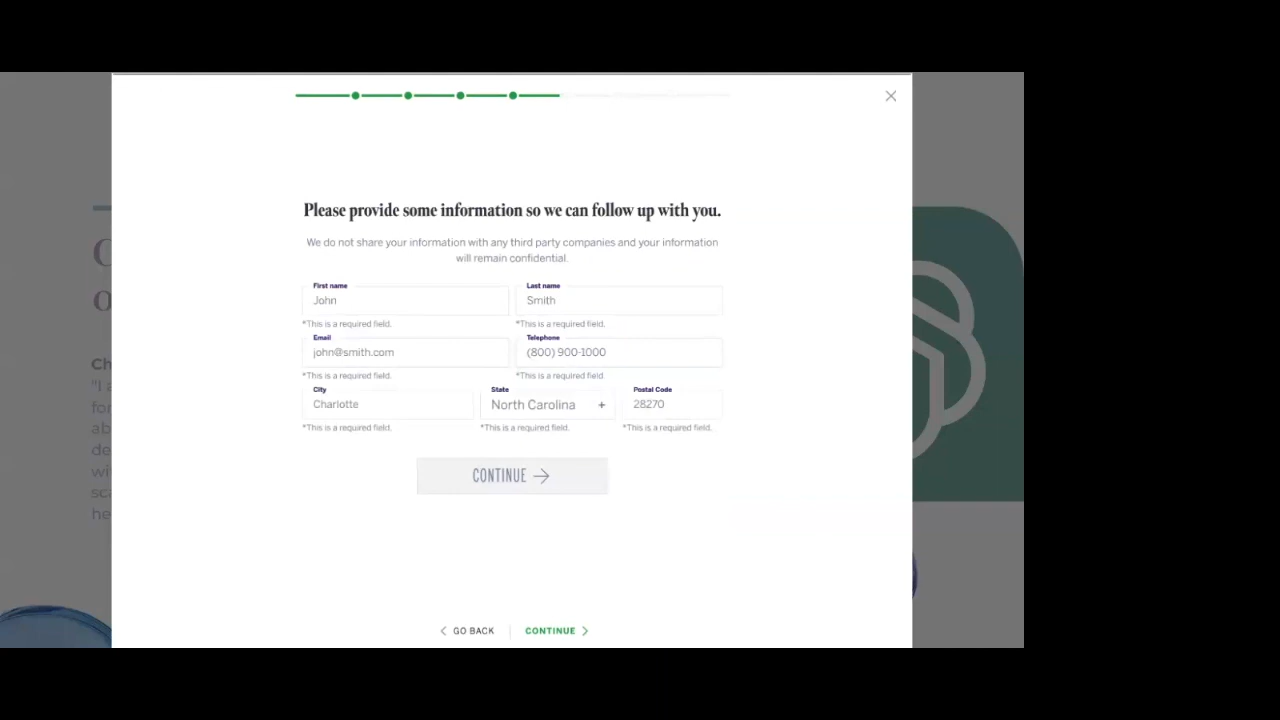 Please provide some information so we can follow up with you.
We do not share your information with any third party companies and your information
will remain confidential.
First name
Last name
John
Smith
*This is a required field.
*This is a required field.
Email
Telephone
john@smith.com
(800) 900-1000
*This is a required field.
*This is a required field.
City
State
Postal Code
Charlotte
North Carolina +
28270
*This is a required field.
*This is a required field.
*This is a required field.
CONTINUE
GO BACK
CONTINUE